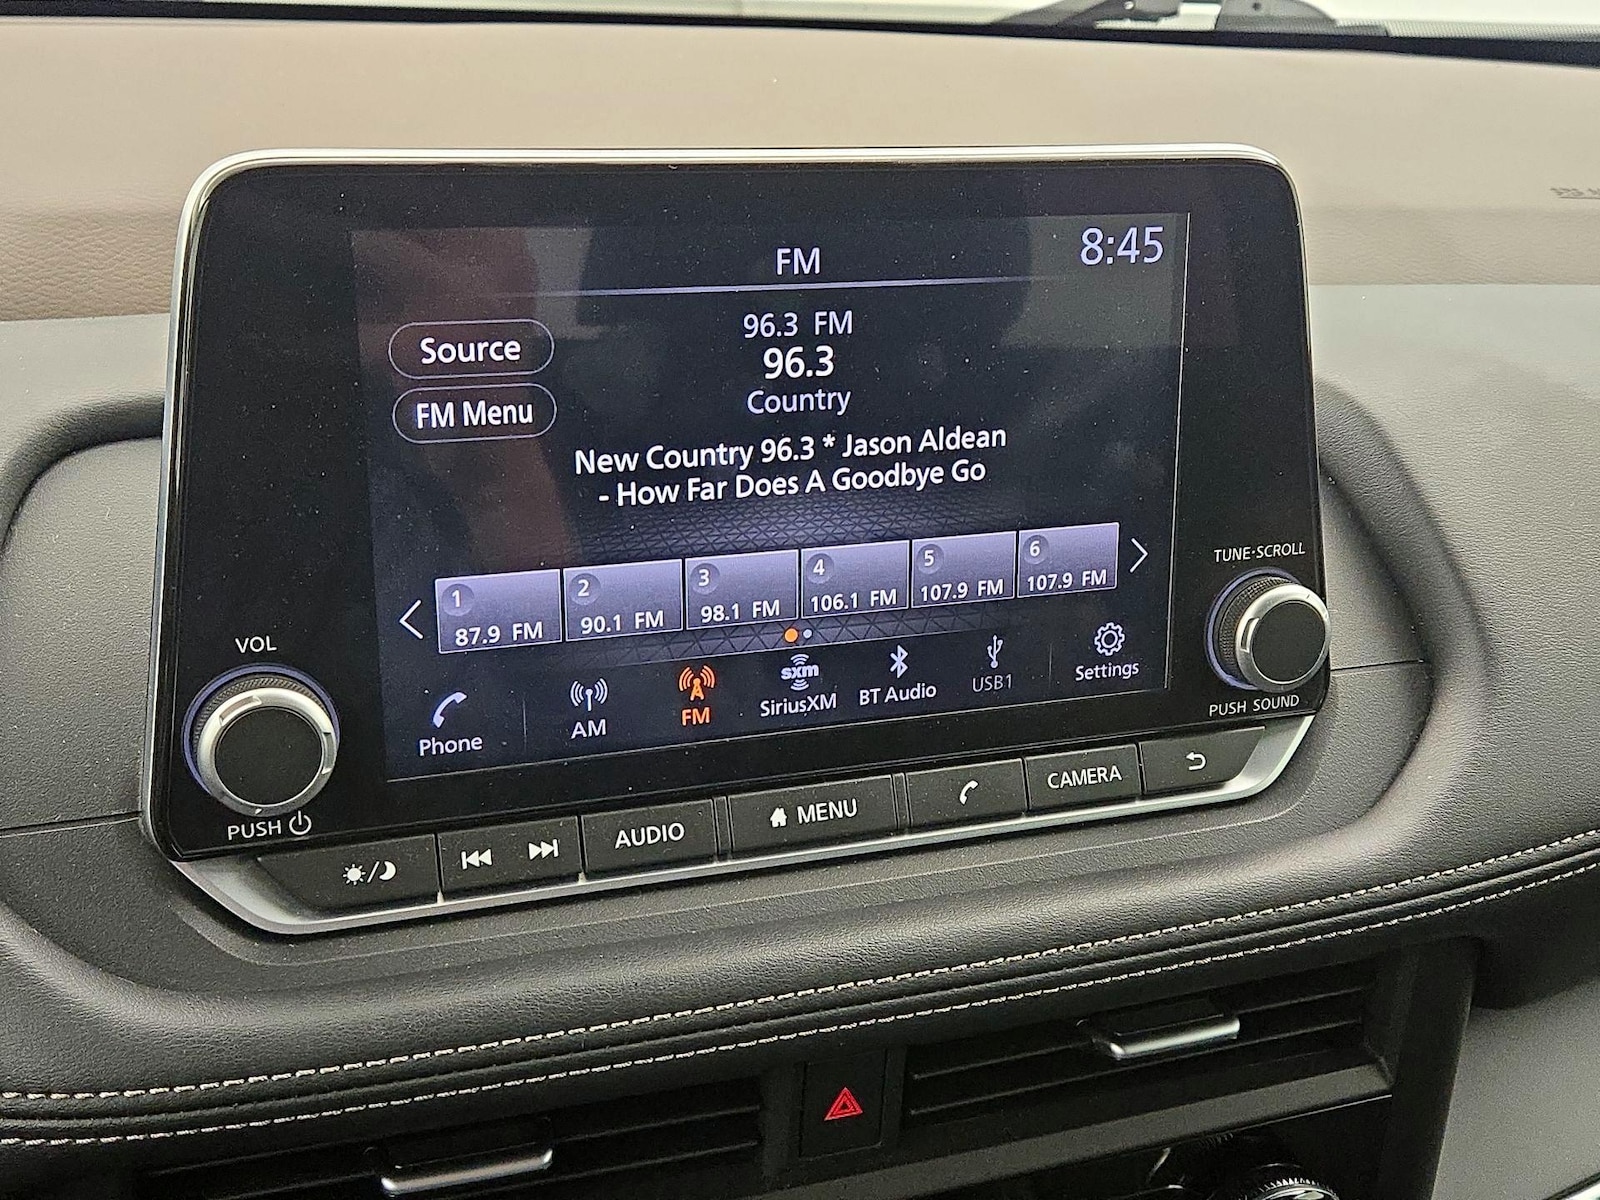 FM
8:45
Source
FM Menu
96.3 FM
96.3
Country
New Country 96.3 * Jason Aldean
- How Far Does A Goodbye Go
1
87.9 FM
2
90.1 FM
3
98.1 FM
4
106.1 FM
5
107.9 FM
6
107.9 FM
Phone
AM
FM
sxm
SiriusXM
BT Audio
USB1
Settings
VOL
PUSH
TUNE·SCROLL
PUSH SOUND
AUDIO
MENU
CAMERA